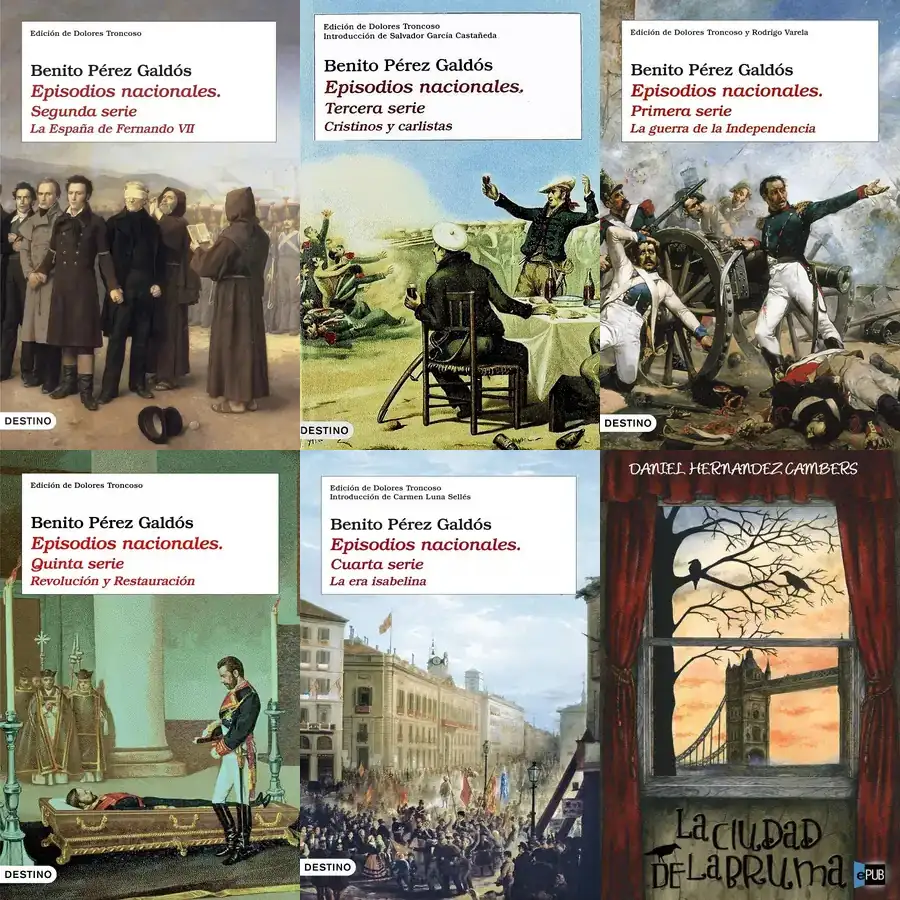 Edición de Dolores Troncoso
Benito Pérez Galdós
Episodios nacionales.
Segunda serie
La España de Fernando VII
DESTINO
Edición de Dolores Troncoso
Introducción de Salvador García Castañeda
Benito Pérez Galdós
Episodios nacionales.
Tercera serie
Cristinos y carlistas
DESTINO
Edición de Dolores Troncoso y Rodrigo Varela
Benito Pérez Galdós
Episodios nacionales.
Primera serie
La guerra de la Independencia
DESTINO
Edición de Dolores Troncoso
Benito Pérez Galdós
Episodios nacionales.
Quinta serie
Revolución y Restauración
DESTINO
Edición de Dolores Troncoso
Introducción de Carmen Luna Sellés
Benito Pérez Galdós
Episodios nacionales.
Cuarta serie
La era isabelina
DESTINO
DANIEL HERNANDEZ CAMBERS
LA CIUDAD
DE LA BRUMA
ePUB